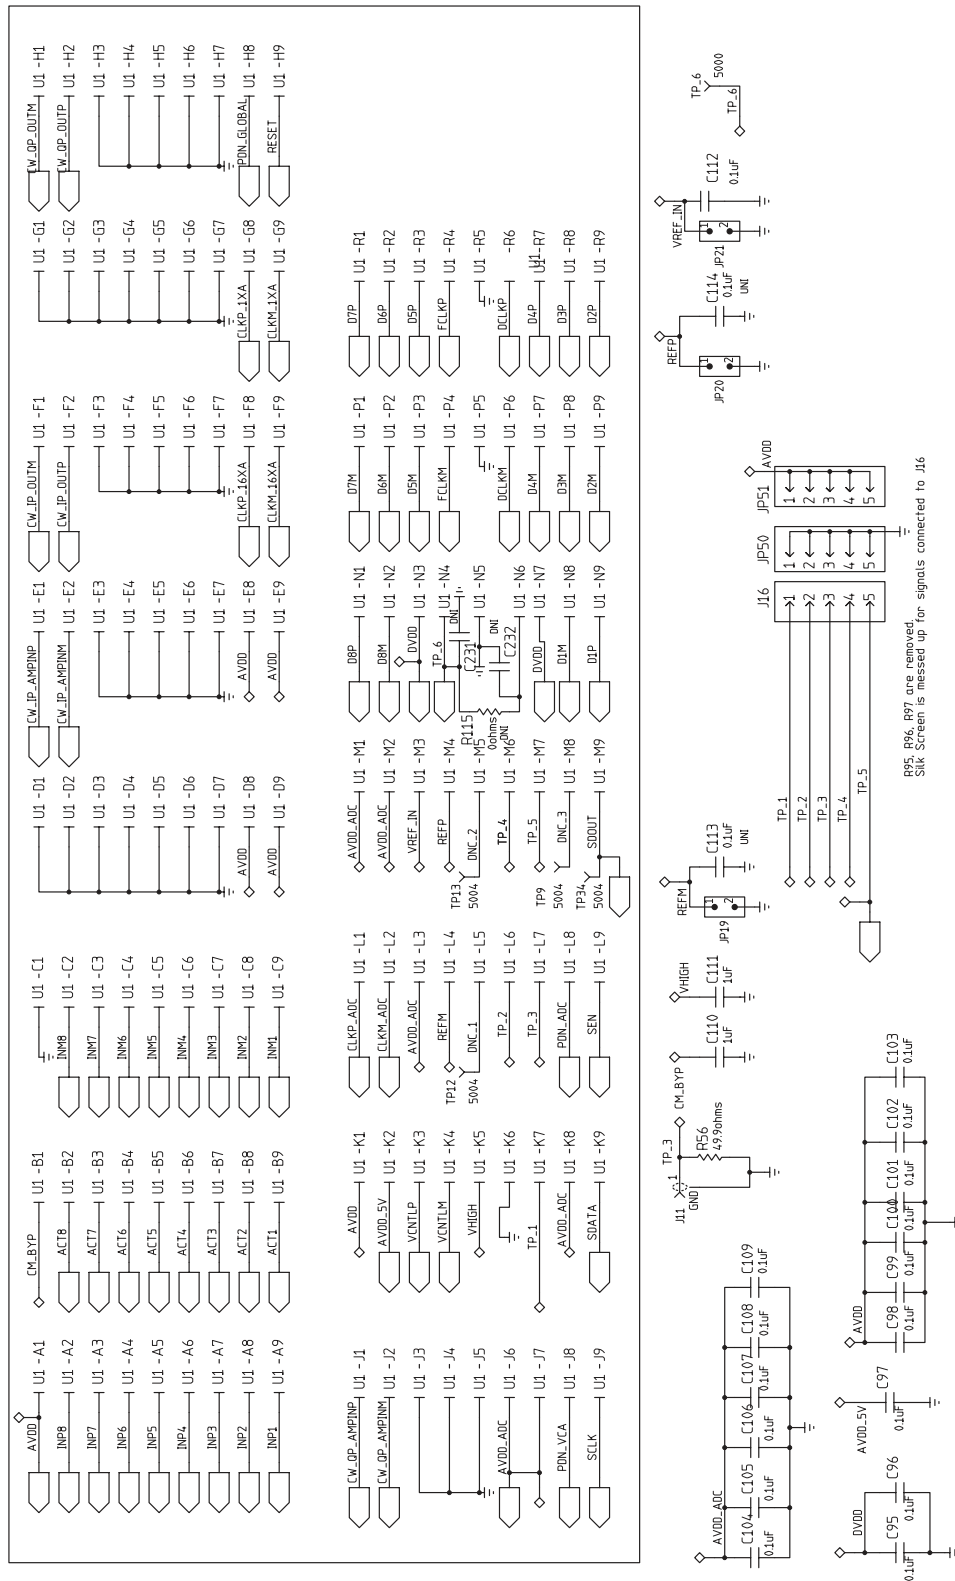 CW_QP_OUTM U1 -H1
CW_QP_OUTP U1 -H2
U1 -H3
U1 -H4
U1 -H5
U1 -H6
U1 -H7
PDN_GLOBAL U1 -H8
RESET U1 -H9
U1 -G1
U1 -G2
U1 -G3
U1 -G4
U1 -G5
U1 -G6
U1 -G7
CLKP_1XA U1 -G8
CLKM_1XA U1 -G9
CW_IP_OUTM U1 -F1
CW_IP_OUTP U1 -F2
U1 -F3
U1 -F4
U1 -F5
U1 -F6
U1 -F7
CLKP_16XA U1 -F8
CLKM_16XA U1 -F9
CW_IP_AMPINP U1 -E1
CW_IP_AMPINM U1 -E2
U1 -E3
U1 -E4
U1 -E5
U1 -E6
U1 -E7
AVDD U1 -E8
AVDD U1 -E9
U1 -D1
U1 -D2
U1 -D3
U1 -D4
U1 -D5
U1 -D6
U1 -D7
AVDD U1 -D8
AVDD U1 -D9
U1 -C1
INM8 U1 -C2
INM7 U1 -C3
INM6 U1 -C4
INM5 U1 -C5
INM4 U1 -C6
INM3 U1 -C7
INM2 U1 -C8
INM1 U1 -C9
CM_BYP U1 -B1
ACT8 U1 -B2
ACT7 U1 -B3
ACT6 U1 -B4
ACT5 U1 -B5
ACT4 U1 -B6
ACT3 U1 -B7
ACT2 U1 -B8
ACT1 U1 -B9
AVDD U1 -A1
INP8 U1 -A2
INP7 U1 -A3
INP6 U1 -A4
INP5 U1 -A5
INP4 U1 -A6
INP3 U1 -A7
INP2 U1 -A8
INP1 U1 -A9
D7P U1 -R1
D6P U1 -R2
D5P U1 -R3
FCLKP U1 -R4
U1 -R5
DCLKP -R6
U1
D4P U1 -R7
D3P U1 -R8
D2P U1 -R9
D7M U1 -P1
D6M U1 -P2
D5M U1 -P3
FCLKM U1 -P4
U1 -P5
DCLKM U1 -P6
D4M U1 -P7
D3M U1 -P8
D2M U1 -P9
D8P U1 -N1
D8M U1 -N2
DVDD U1 -N3
TP_6 U1 -N4
DNI
C231
U1 -N5
DNI
C232
U1 -N6
R115
0ohms
DNI
DVDD U1 -N7
D1M U1 -N8
D1P U1 -N9
AVDD_ADC U1 -M1
AVDD_ADC U1 -M2
VREF_IN U1 -M3
REFP U1 -M4
TP13 5004 DNC_2 U1 -M5
TP_4 U1 -M6
TP_5 U1 -M7
TP9 5004 DNC_3 U1 -M8
TP34 5004 SDOUT U1 -M9
CLKP_ADC U1 -L1
CLKM_ADC U1 -L2
AVDD_ADC U1 -L3
REFM U1 -L4
TP12 5004 DNC_1 U1 -L5
TP_2 U1 -L6
TP_3 U1 -L7
PDN_ADC U1 -L8
SEN U1 -L9
AVDD U1 -K1
AVDD_5V U1 -K2
VCNTLP U1 -K3
VCNTLM U1 -K4
VHIGH U1 -K5
U1 -K6
TP_1 U1 -K7
AVDD_ADC U1 -K8
SDATA U1 -K9
CW_QP_AMPINP U1 -J1
CW_QP_AMPINM U1 -J2
U1 -J3
U1 -J4
U1 -J5
AVDD_ADC U1 -J6
U1 -J7
PDN_VCA U1 -J8
SCLK U1 -J9
TP_6
5000
TP_6
VREF_IN
C112
0.1uF
1 2
JP21
REFP
C114
0.1uF
UNI
1 2
JP20
AVDD
JP51
1 2 3 4 5
JP50
1 2 3 4 5
J16
1 2 3 4 5
TP_1
TP_2
TP_3
TP_4
TP_5
R95, R96, R97 are removed.
Silk Screen is messed up for signals connected to J16
REFM
C113
0.1uF
UNI
1 2
JP19
VHIGH
C111
1uF
CM_BYP
C110
1uF
TP_3
R56
49.9ohms
J11
1
GND
AVDD_ADC
C104
0.1uF
C105
0.1uF
C106
0.1uF
C107
0.1uF
C108
0.1uF
C109
0.1uF
AVDD
C98
0.1uF
C99
0.1uF
C100
0.1uF
C101
0.1uF
C102
0.1uF
C103
0.1uF
AVDD_5V
C97
0.1uF
DVDD
C95
0.1uF
C96
0.1uF